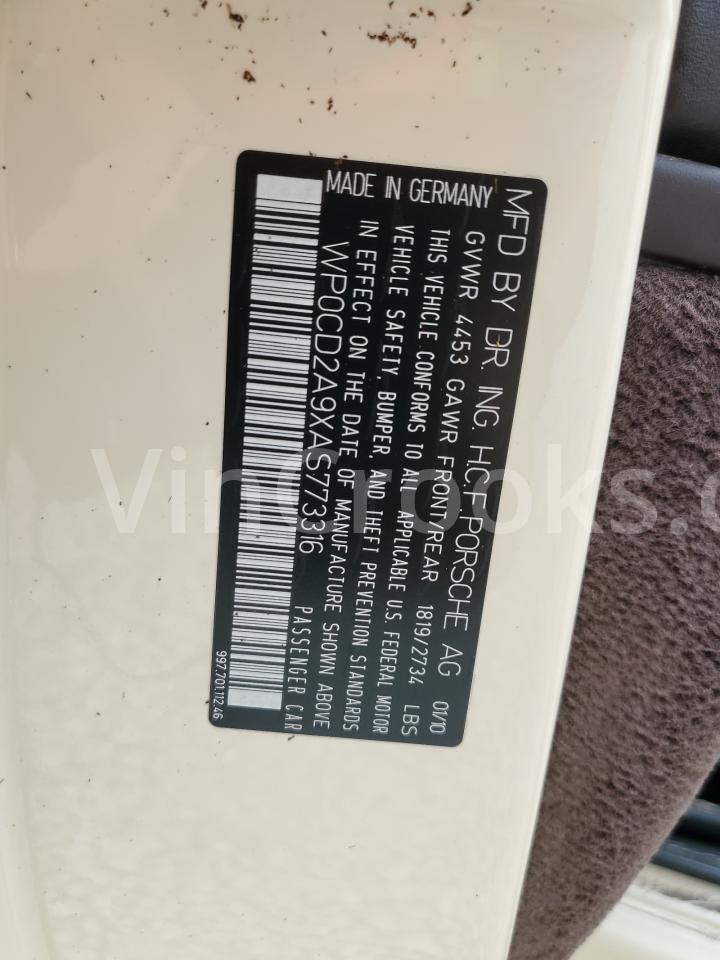 MFD BY DR. ING. H.C.F. PORSCHE AG 01/10
GVWR 4453 GAWR FRONT/REAR 1819/2734 LBS
THIS VEHICLE CONFORMS TO ALL APPLICABLE U.S. FEDERAL MOTOR
VEHICLE SAFETY, BUMPER, AND THEFT PREVENTION STANDARDS
IN EFFECT ON THE DATE OF MANUFACTURE SHOWN ABOVE
MADE IN GERMANY
WP0CD2A9XAS773316
PASSENGER CAR
997.701.112.46
VinCrooks.c